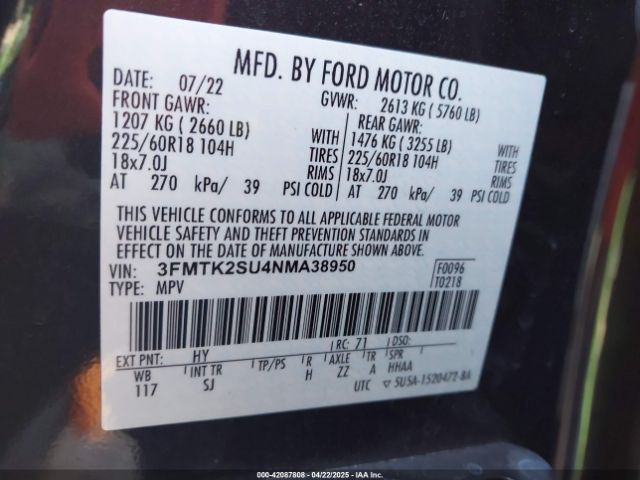 MFD. BY FORD MOTOR CO.
DATE: 07/22
GVWR: 2613 KG ( 5760 LB)
FRONT GAWR:
1207 KG ( 2660 LB) WITH
225/60R18 104H TIRES
18x7.0J RIMS
AT 270 kPa/ 39 PSI COLD
REAR GAWR:
1476 KG ( 3255 LB) WITH
225/60R18 104H TIRES
18x7.0J RIMS
AT 270 kPa/ 39 PSI COLD
THIS VEHICLE CONFORMS TO ALL APPLICABLE FEDERAL MOTOR
VEHICLE SAFETY AND THEFT PREVENTION STANDARDS IN
EFFECT ON THE DATE OF MANUFACTURE SHOWN ABOVE.
VIN: 3FMTK2SU4NMA38950 F0096
TYPE: MPV T0218
EXT PNT: HY RC: 71 DSO:
WB INT TR TP/PS R AXLE TR SPR
117 SJ H ZZ A HHAA
UTC ▽ 5U5A-1520472-BA
000-42087808 - 04/22/2025 - IAA Inc.